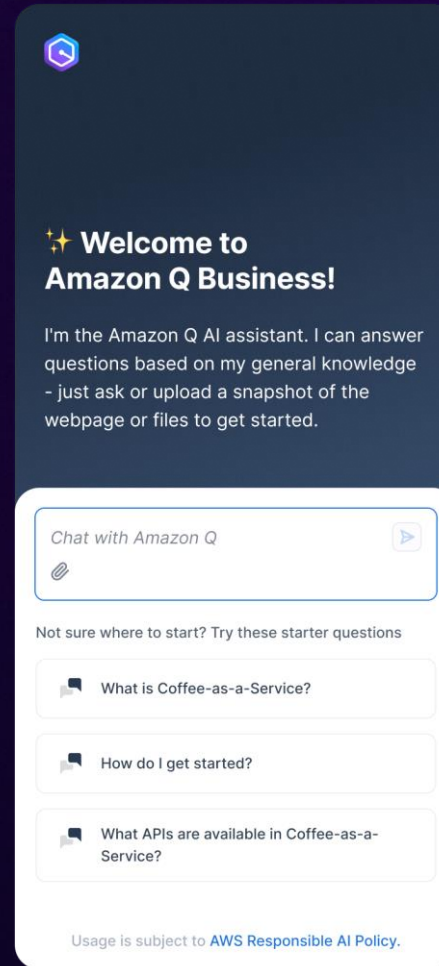 Welcome to
Amazon Q Business!
I'm the Amazon Q AI assistant. I can answer
questions based on my general knowledge
- just ask or upload a snapshot of the
webpage or files to get started.
Chat with Amazon Q
Not sure where to start? Try these starter questions
What is Coffee-as-a-Service?
How do I get started?
What APIs are available in Coffee-as-a-
Service?
Usage is subject to AWS Responsible AI Policy.